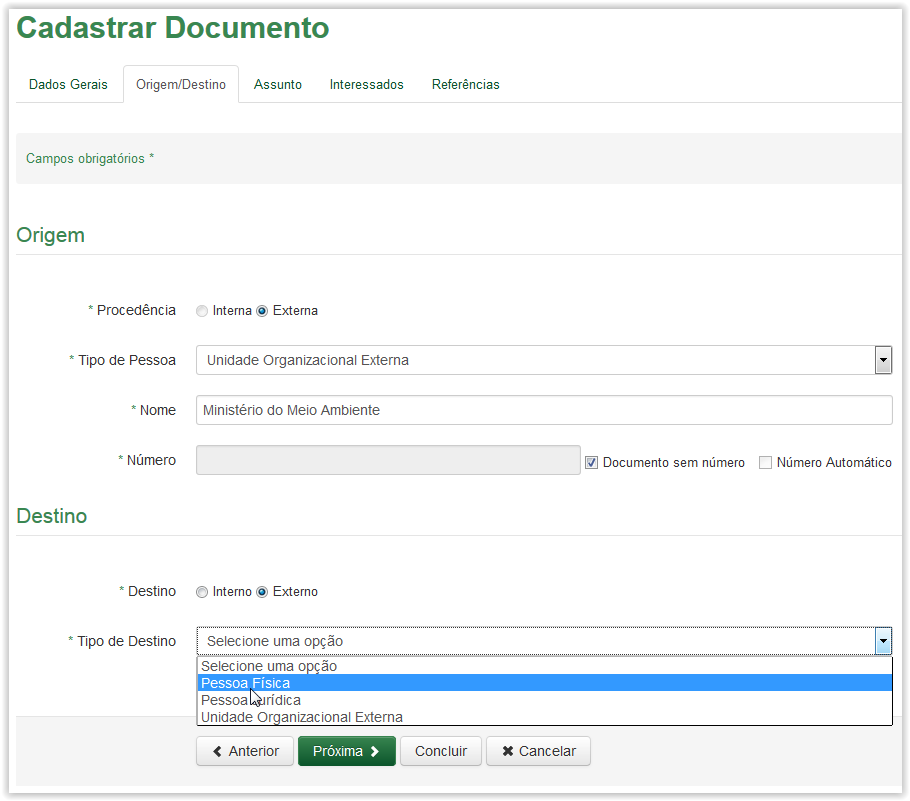 Cadastrar Documento
Dados Gerais Origem/Destino Assunto Interessados Referências
Campos obrigatórios *
Origem
* Procedência Interna Externa
* Tipo de Pessoa Unidade Organizacional Externa
* Nome Ministério do Meio Ambiente
* Número Documento sem número Número Automático
Destino
* Destino Interno Externo
* Tipo de Destino Selecione uma opção
Selecione uma opção
Pessoa Física
Pessoa Jurídica
Unidade Organizacional Externa
Anterior Próxima Concluir Cancelar